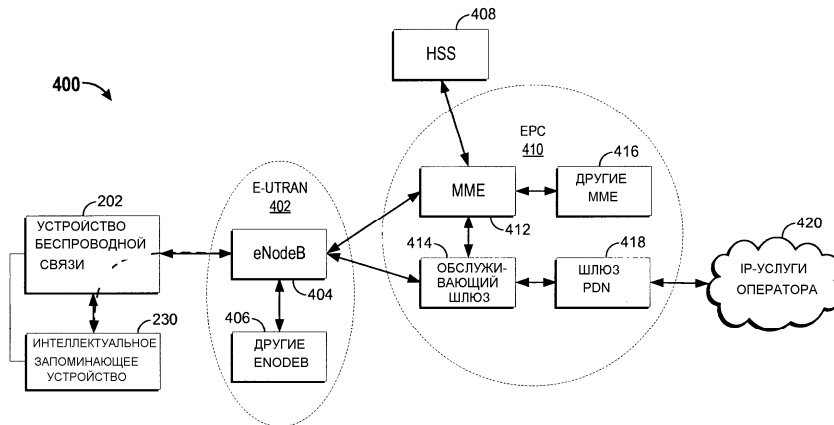 408
HSS
400
EPC
410
416
MME
ДРУГИЕ
MME
412
E-UTRAN
402
202
УСТРОЙСТВО
БЕСПРОВОДНОЙ
СВЯЗИ
eNodeB
404
414
ОБСЛУЖИ-
ВАЮЩИЙ
ШЛЮЗ
418
ШЛЮЗ
PDN
420
IP-УСЛУГИ
ОПЕРАТОРА
230
ИНТЕЛЛЕКТУАЛЬНОЕ
ЗАПОМИНАЮЩЕЕ
УСТРОЙСТВО
406
ДРУГИЕ
ENODEB